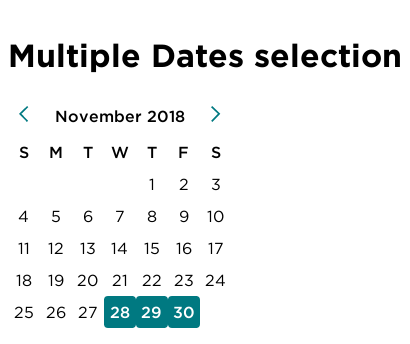 Multiple Dates selection
November 2018
S M T W T F S
1 2 3
4 5 6 7 8 9 10
11 12 13 14 15 16 17
18 19 20 21 22 23 24
25 26 27 28 29 30